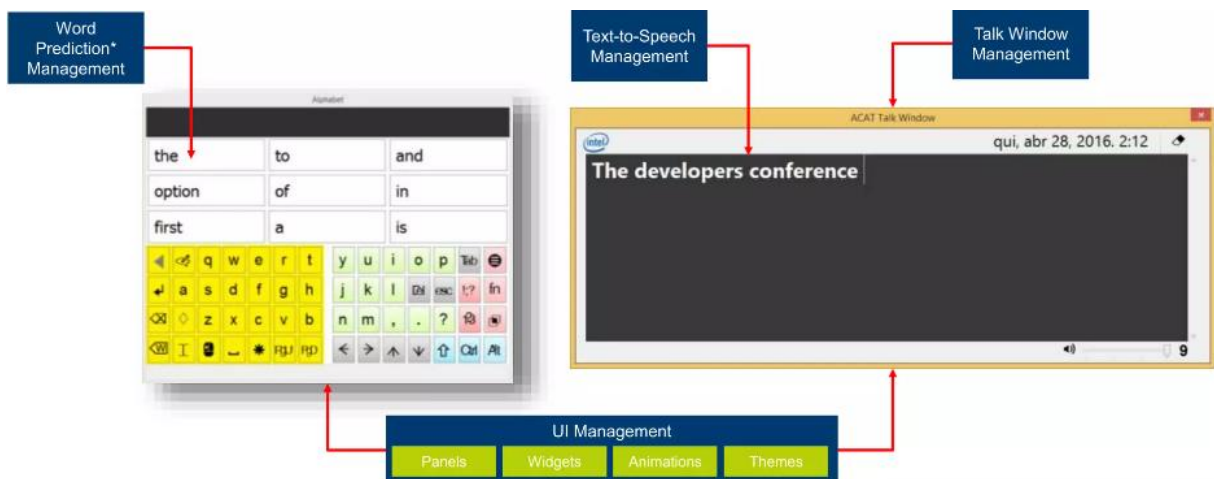 Word
Prediction*
Management
Text-to-Speech
Management
Talk Window
Management
Alphabet
the to and
option of in
first a is
q w e r t y u i o p Tab
a s d f g h j k l esc !;? fn
z x c v b n m , . ?
Ctrl Alt
ACAT Talk Window
intel
qui, abr 28, 2016. 2:12
The developers conference
9
UI Management
Panels Widgets Animations Themes